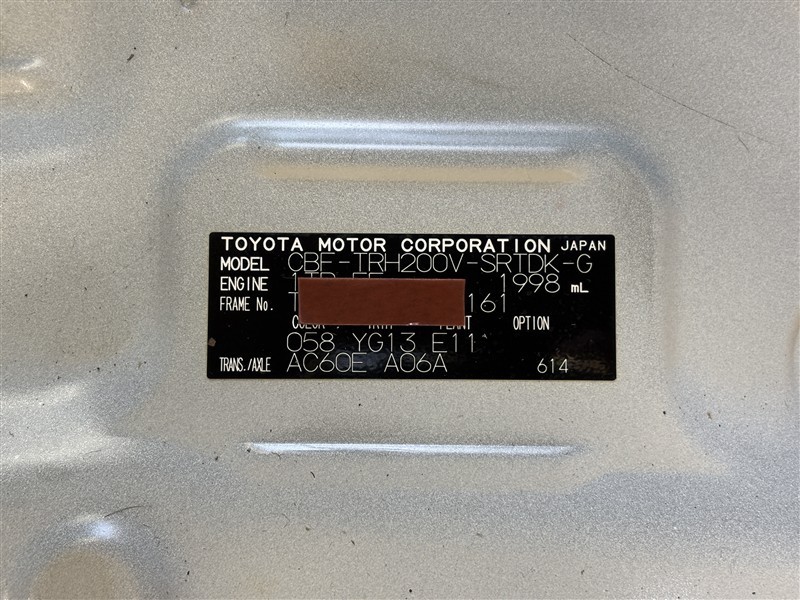 TOYOTA MOTOR CORPORATION JAPAN
MODEL CBF-TRH200V-SRTDK-G
ENGINE 1998 mL
FRAME No. 161
PLANT OPTION
058 YG13 E11
TRANS./AXLE AC60E A06A 614